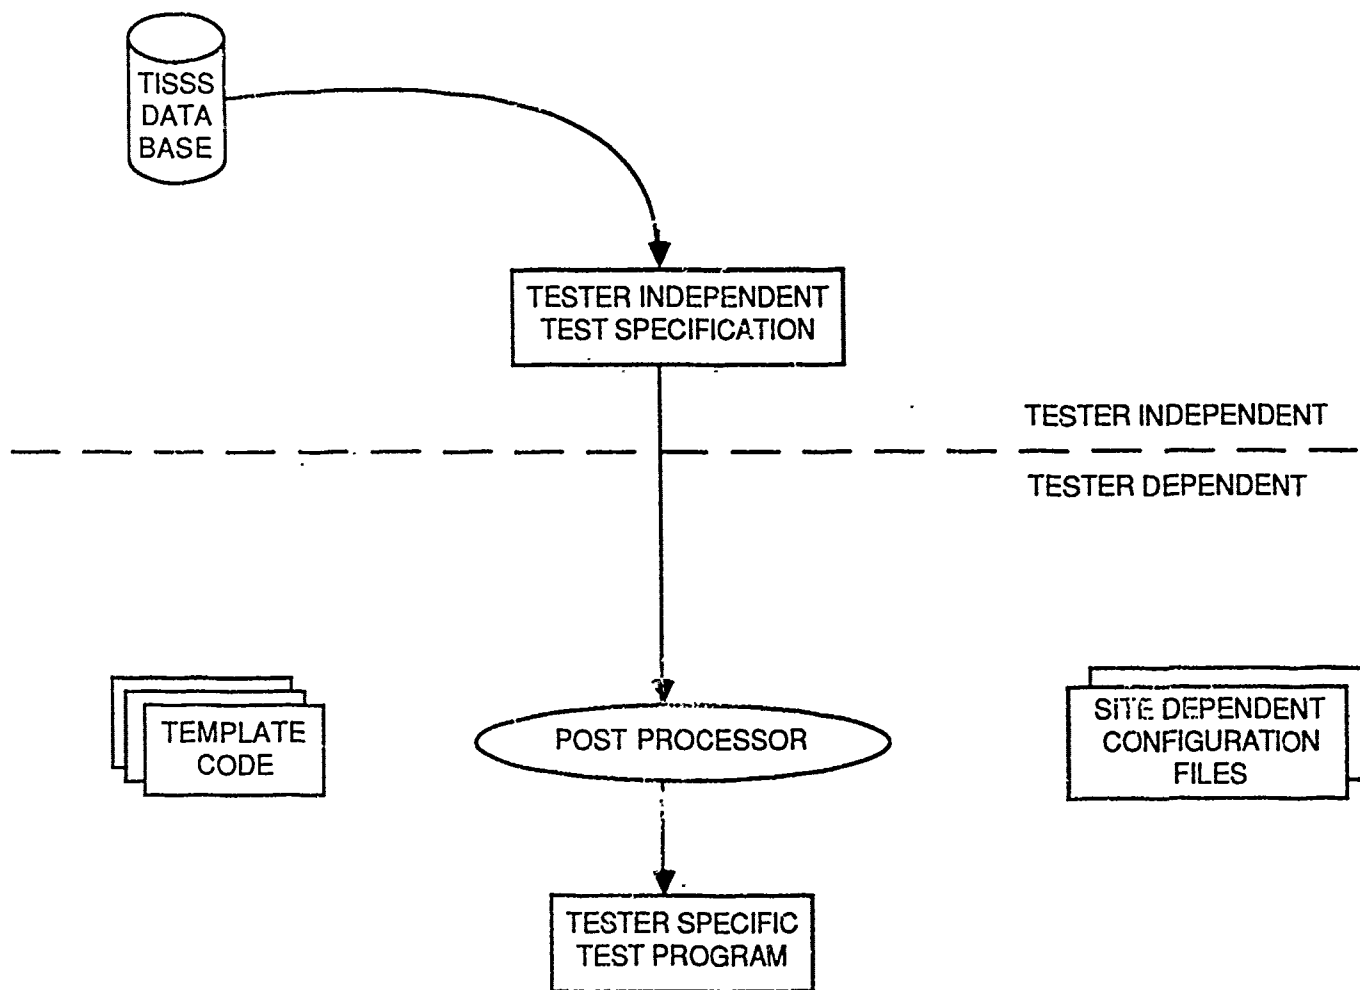 TISSS
DATA
BASE
TESTER INDEPENDENT
TEST SPECIFICATION
TESTER INDEPENDENT
TESTER DEPENDENT
TEMPLATE
CODE
POST PROCESSOR
SITE DEPENDENT
CONFIGURATION
FILES
TESTER SPECIFIC
TEST PROGRAM